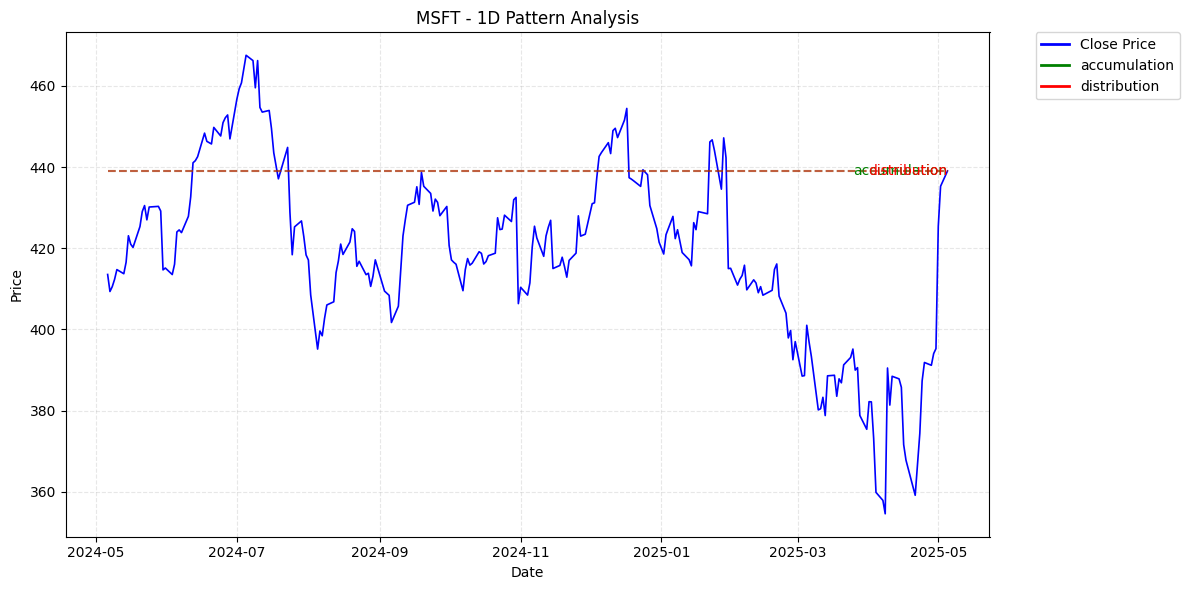 MSFT - 1D Pattern Analysis
Close Price
accumulation
distribution
Price
460
440
420
400
380
360
distribution
2024-05
2024-07
2024-09
2024-11
2025-01
2025-03
2025-05
Date